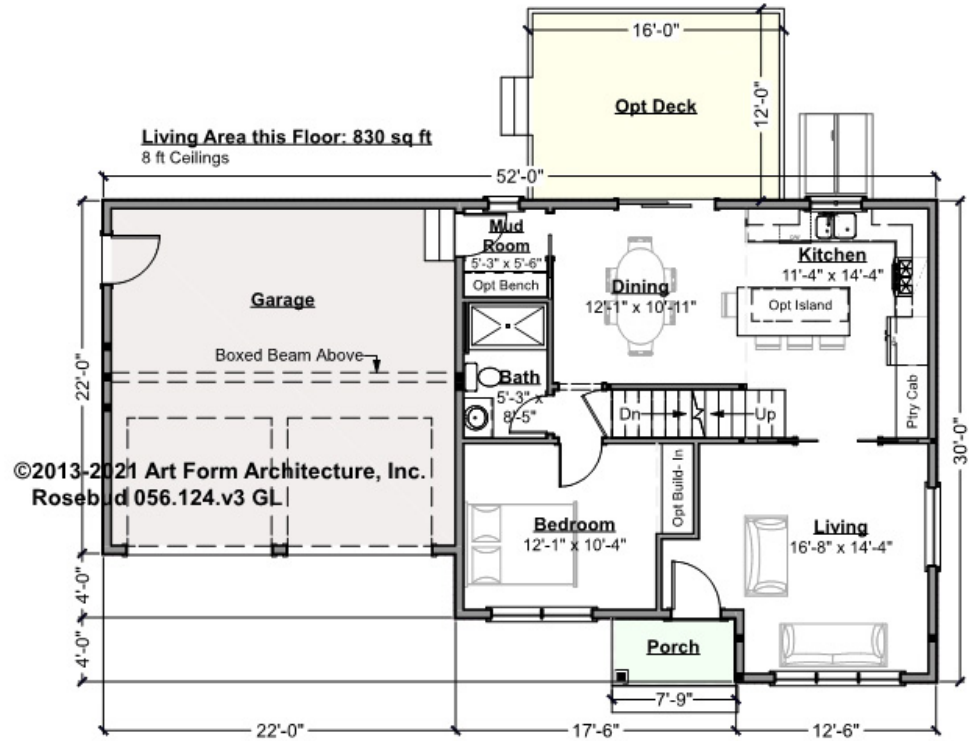 16'-0"
Opt Deck
12'-0"
Living Area this Floor: 830 sq ft
8 ft Ceilings
52'-0"
Mud
Room
5'-3" x 5'-6"
Opt Bench
Kitchen
11'-4" x 14'-4"
Garage
Dining
12'-1" x 10'-11"
Opt Island
Boxed Beam Above
22'-0"
Bath
5'-3" x
8'-5"
Dn
Up
Ptry Cab
30'-0"
©2013-2021 Art Form Architecture, Inc.
Rosebud 056.124.v3 GL
Opt Build- In
Bedroom
12'-1" x 10'-4"
Living
16'-8" x 14'-4"
4'-0"
4'-0"
Porch
7'-9"
22'-0"
17'-6"
12'-6"